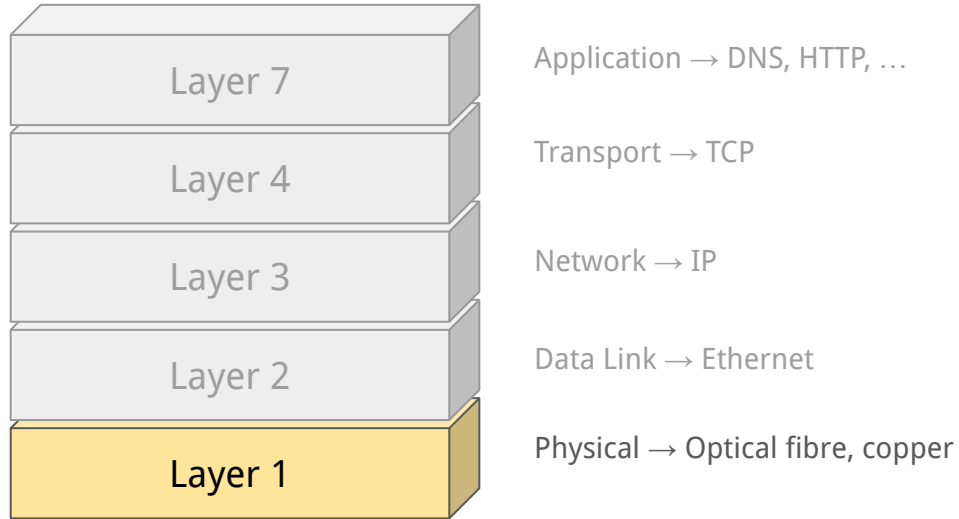 Layer 7
Application → DNS, HTTP, …
Layer 4
Transport → TCP
Layer 3
Network → IP
Layer 2
Data Link → Ethernet
Layer 1
Physical → Optical fibre, copper